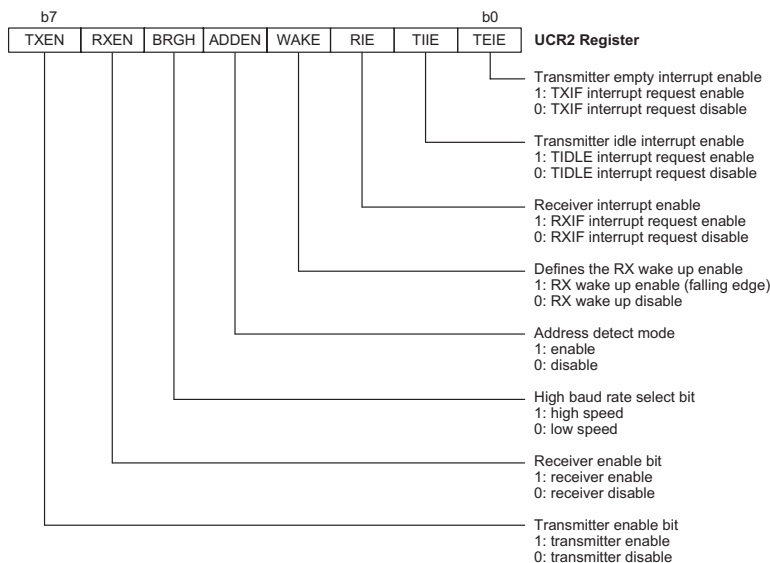 b7 b0
TXEN RXEN BRGH ADDEN WAKE RIE TIIE TEIE UCR2 Register
Transmitter empty interrupt enable
1: TXIF interrupt request enable
0: TXIF interrupt request disable
Transmitter idle interrupt enable
1: TIDLE interrupt request enable
0: TIDLE interrupt request disable
Receiver interrupt enable
1: RXIF interrupt request enable
0: RXIF interrupt request disable
Defines the RX wake up enable
1: RX wake up enable (falling edge)
0: RX wake up disable
Address detect mode
1: enable
0: disable
High baud rate select bit
1: high speed
0: low speed
Receiver enable bit
1: receiver enable
0: receiver disable
Transmitter enable bit
1: transmitter enable
0: transmitter disable